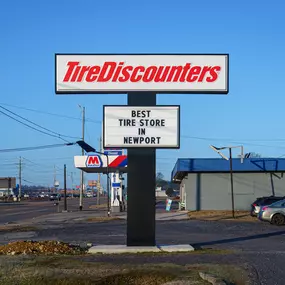 TireDiscounters
BEST
TIRE STORE
IN
NEWPORT
M